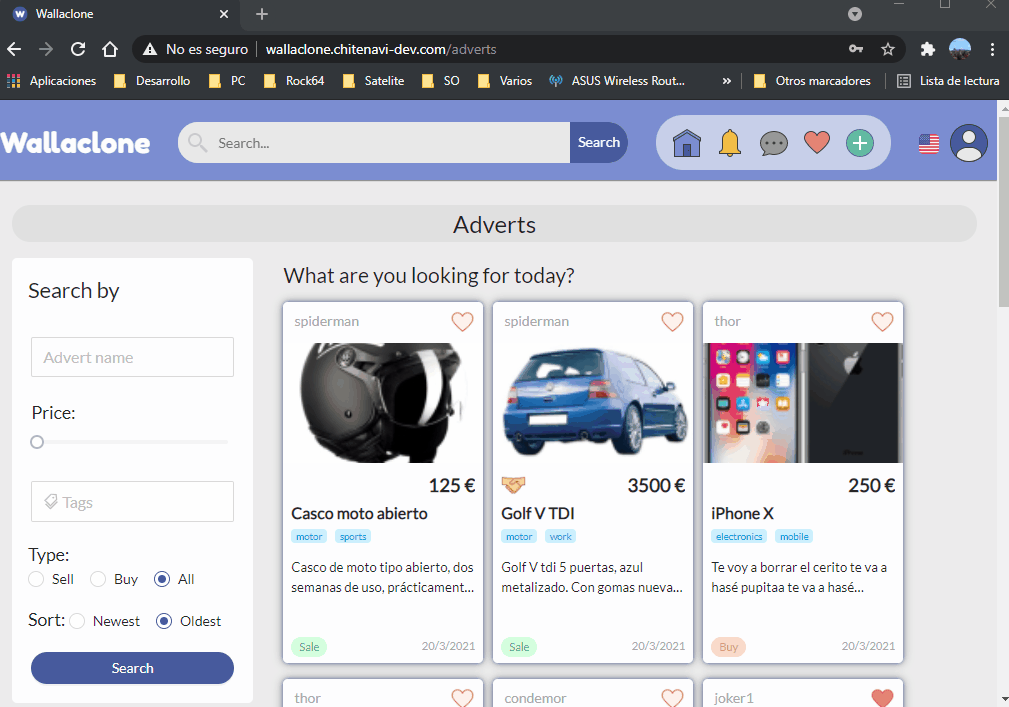 Wallaclone
No es seguro wallaclone.chitenavi-dev.com/adverts
Aplicaciones Desarrollo PC Rock64 Satelite SO Varios ASUS Wireless Rout... » Otros marcadores Lista de lectura
Wallaclone Search... Search
Adverts
Search by
Advert name
Price:
Tags
Type:
Sell Buy All
Sort: Newest Oldest
Search
What are you looking for today?
spiderman
125 €
Casco moto abierto
motor sports
Casco de moto tipo abierto, dos
semanas de uso, prácticament...
Sale 20/3/2021
spiderman
3500 €
Golf V TDI
motor work
Golf V tdi 5 puertas, azul
metalizado. Con gomas nueva...
Sale 20/3/2021
thor
250 €
iPhone X
electronics mobile
Te voy a borrar el cerito te va a
hasé pupitaa te va a hasé...
Buy 20/3/2021
thor
condemor
joker1